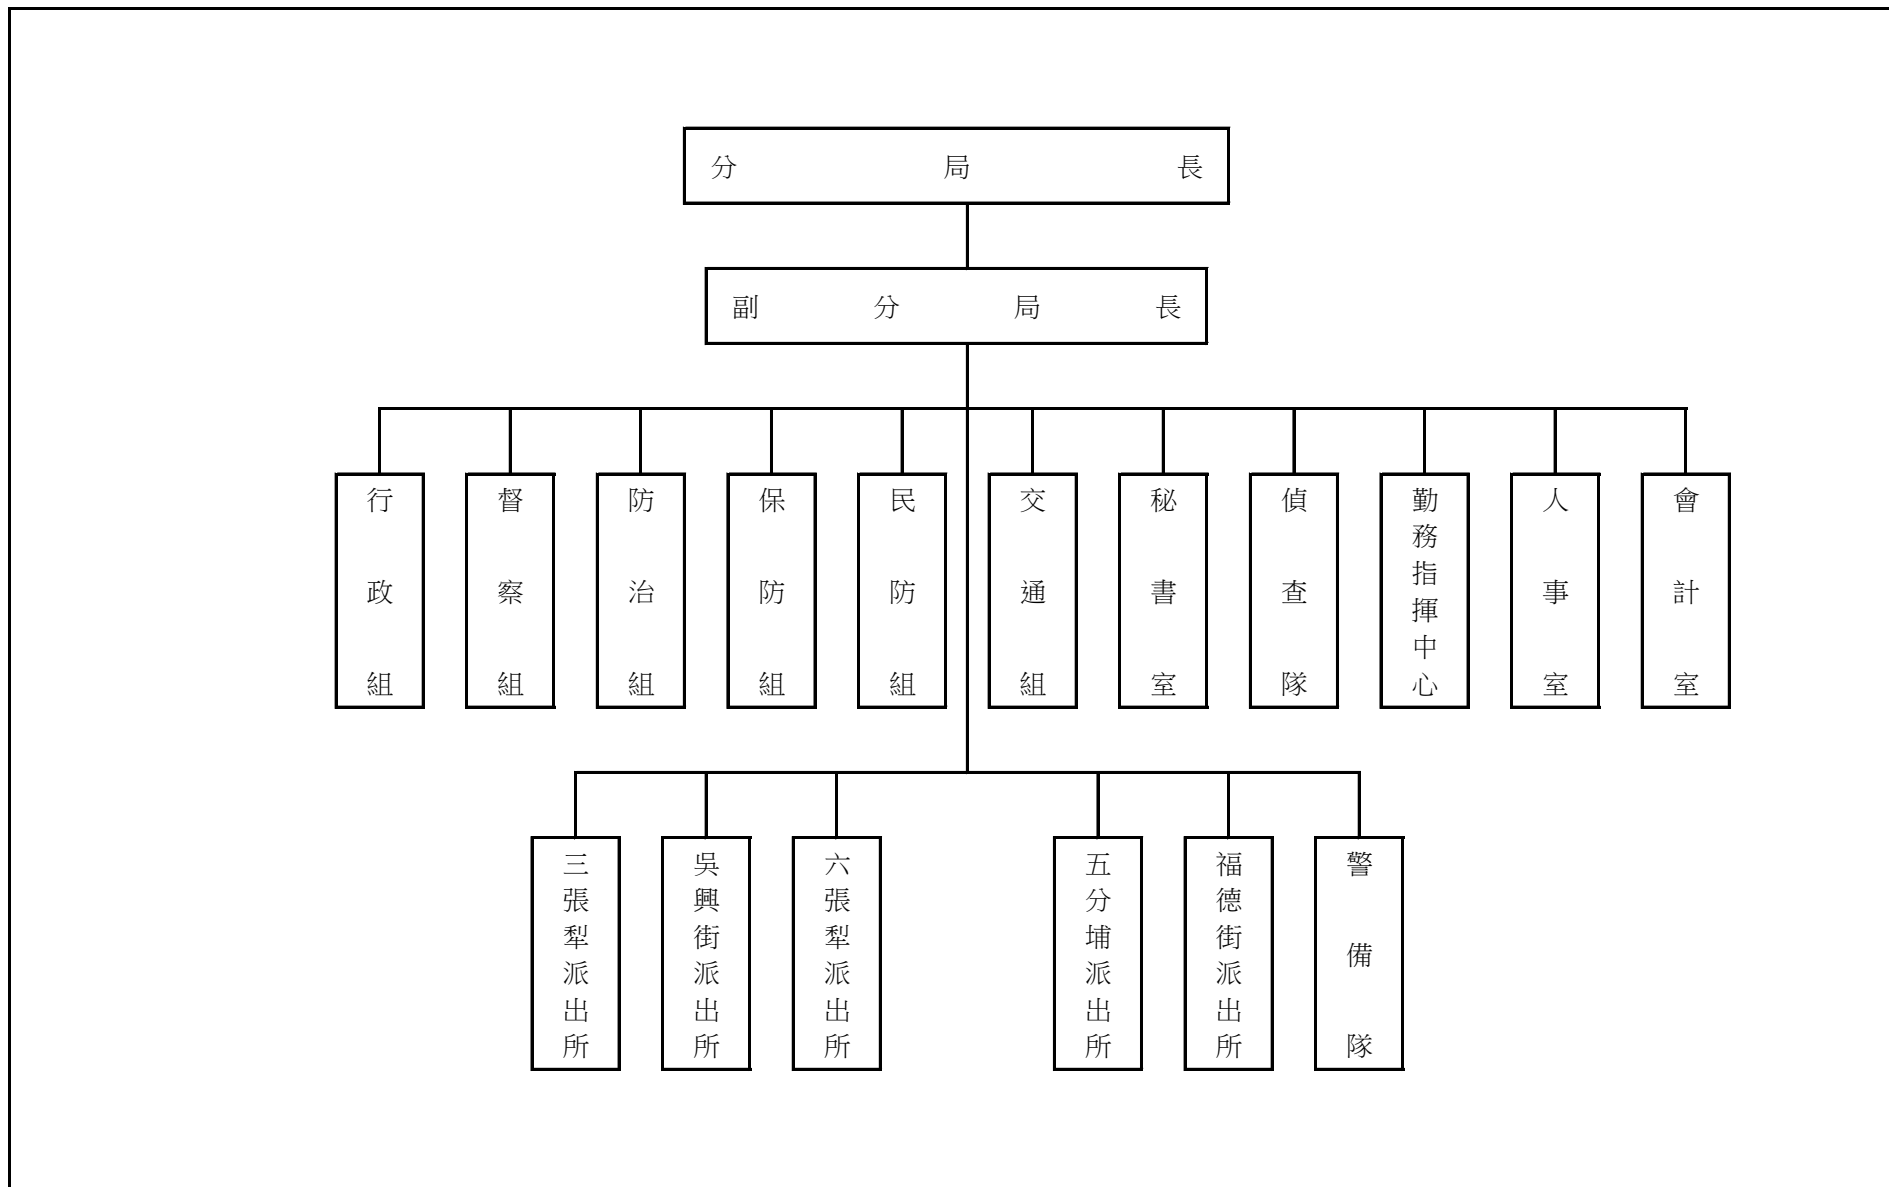 分局長
副分局長
行政組
督察組
防治組
保防組
民防組
交通組
秘書室
偵查隊
勤務指揮中心
人事室
會計室
三張犁派出所
吳興街派出所
六張犁派出所
五分埔派出所
福德街派出所
警備隊